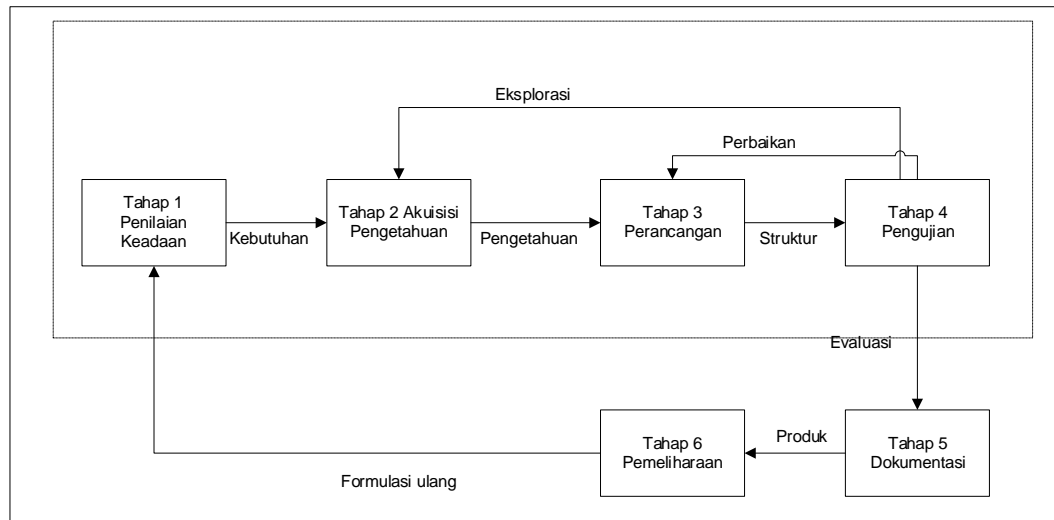 Eksplorasi
Perbaikan
Tahap 1
Penilaian
Keadaan
Kebutuhan
Tahap 2 Akuisisi
Pengetahuan
Pengetahuan
Tahap 3
Perancangan
Struktur
Tahap 4
Pengujian
Evaluasi
Tahap 6
Pemeliharaan
Produk
Tahap 5
Dokumentasi
Formulasi ulang